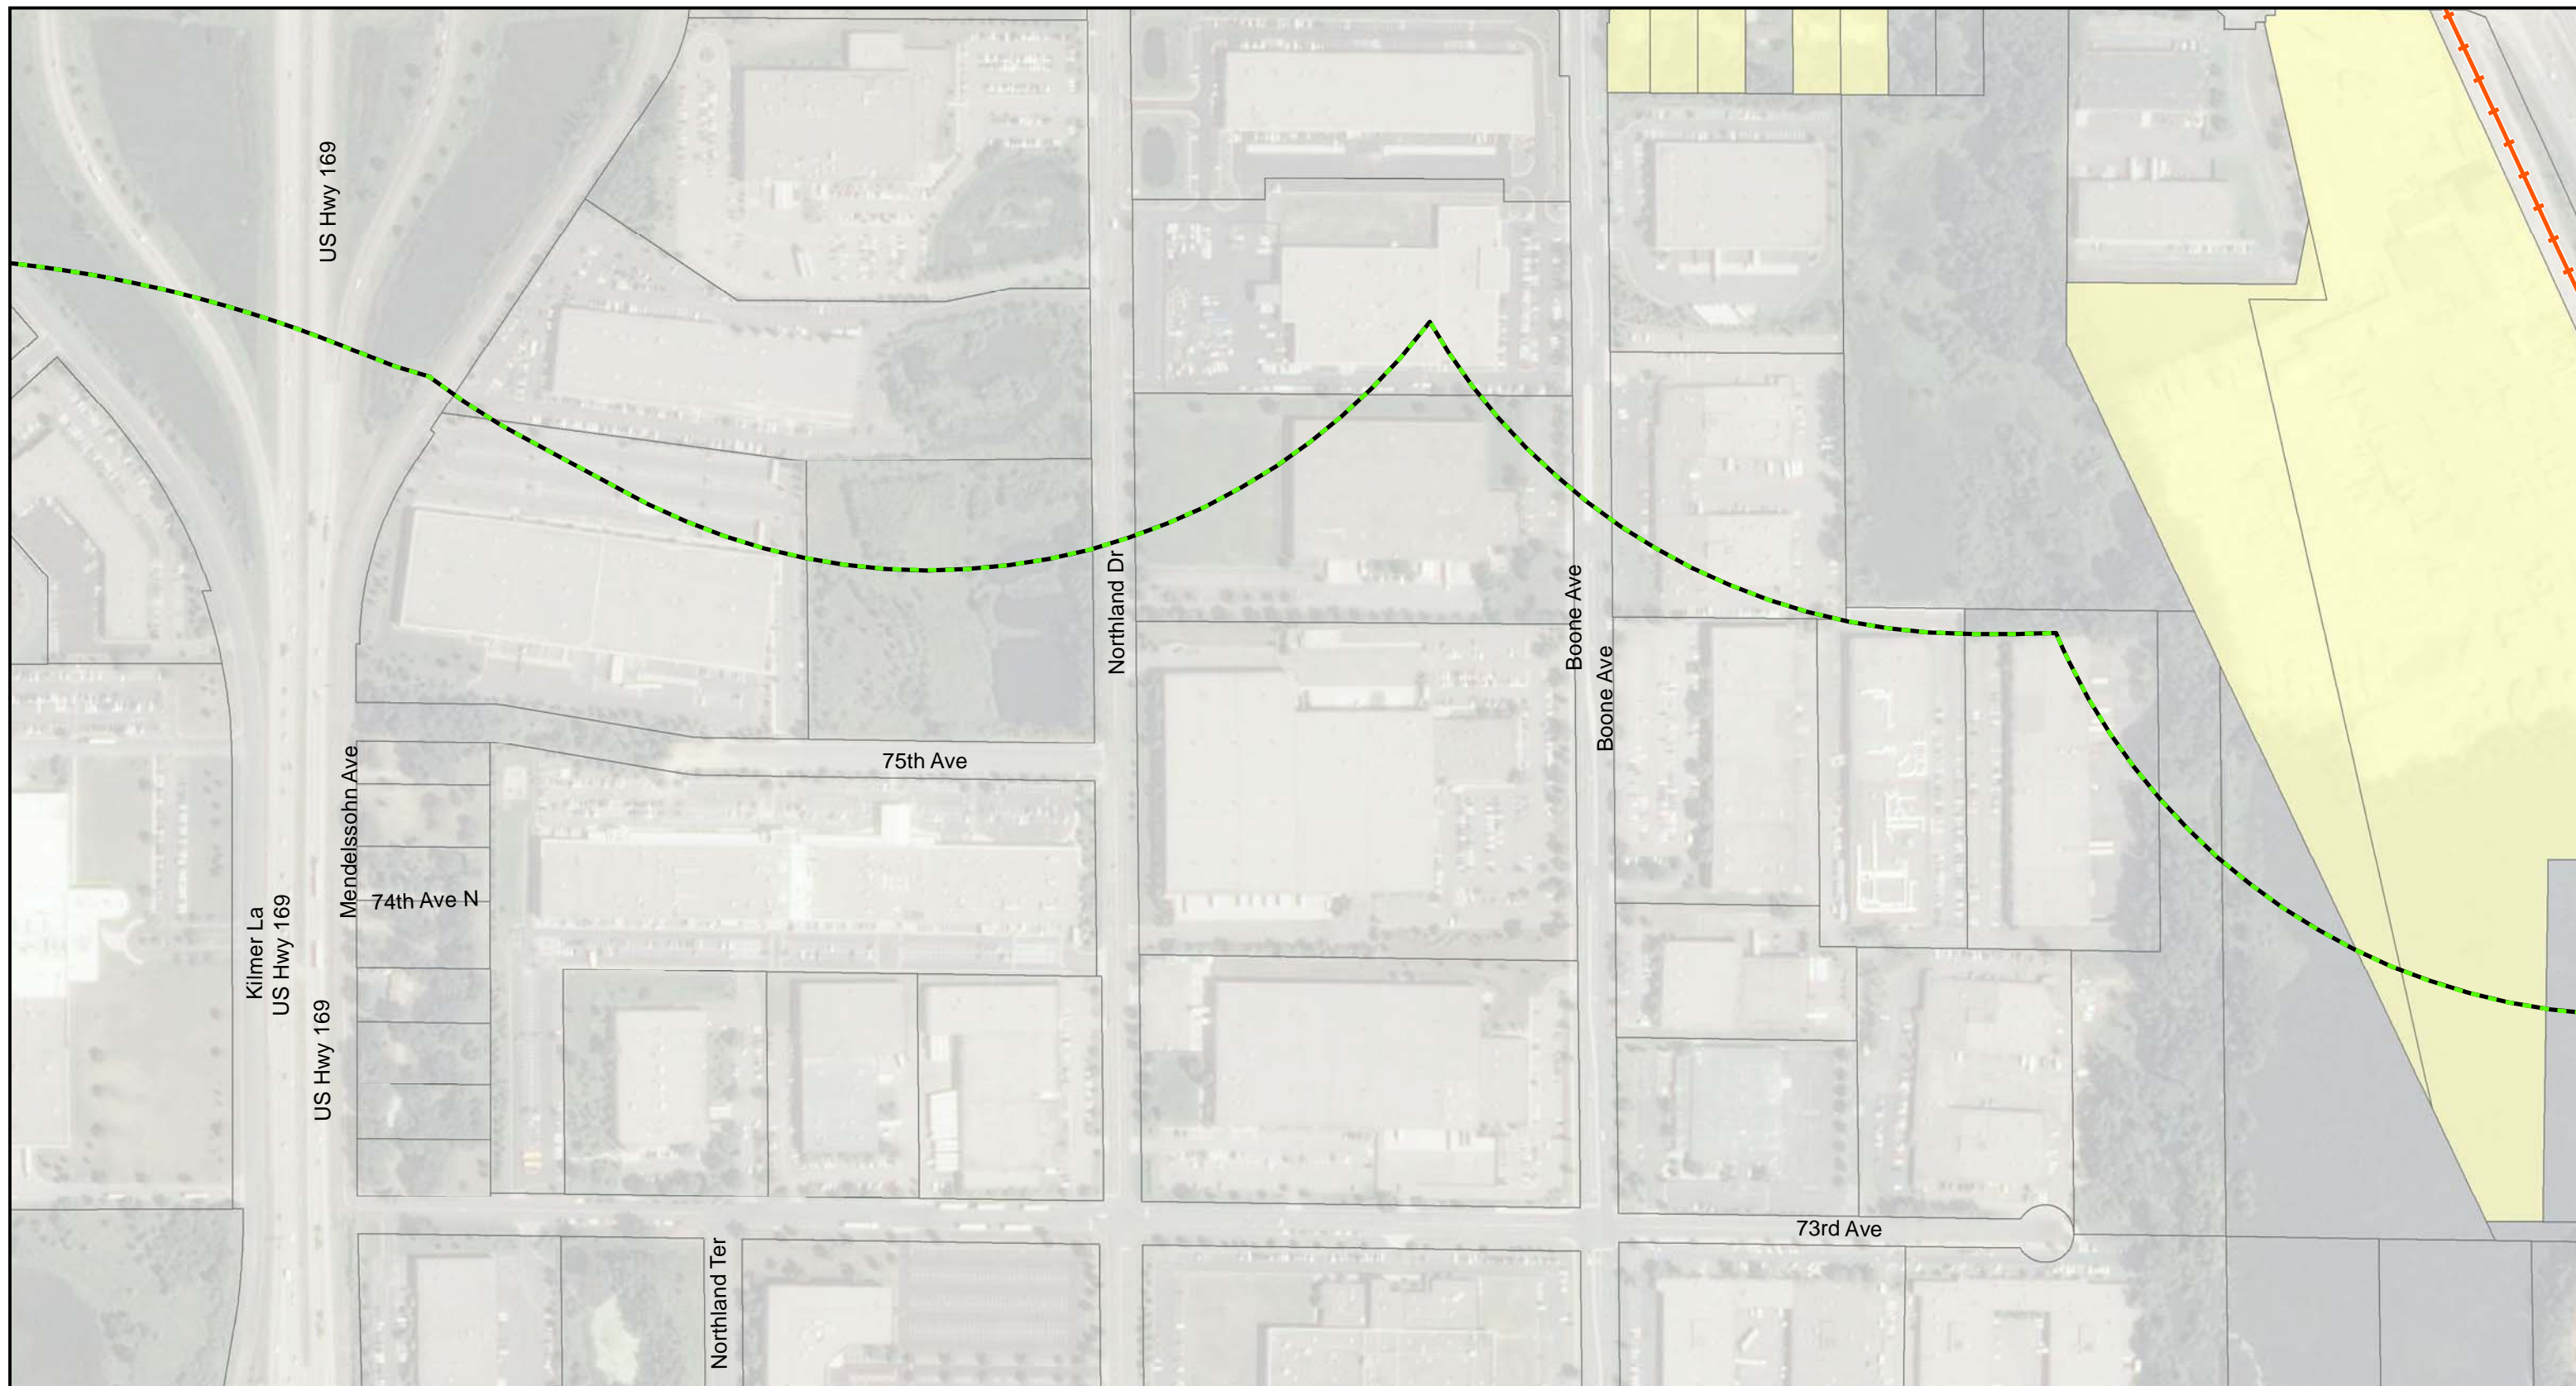 US Hwy 169
Northland Dr
Boone Ave
Boone Ave
75th Ave
Mendelssohn Ave
74th Ave N
Kilmer La
US Hwy 169
US Hwy 169
73rd Ave
Northland Ter